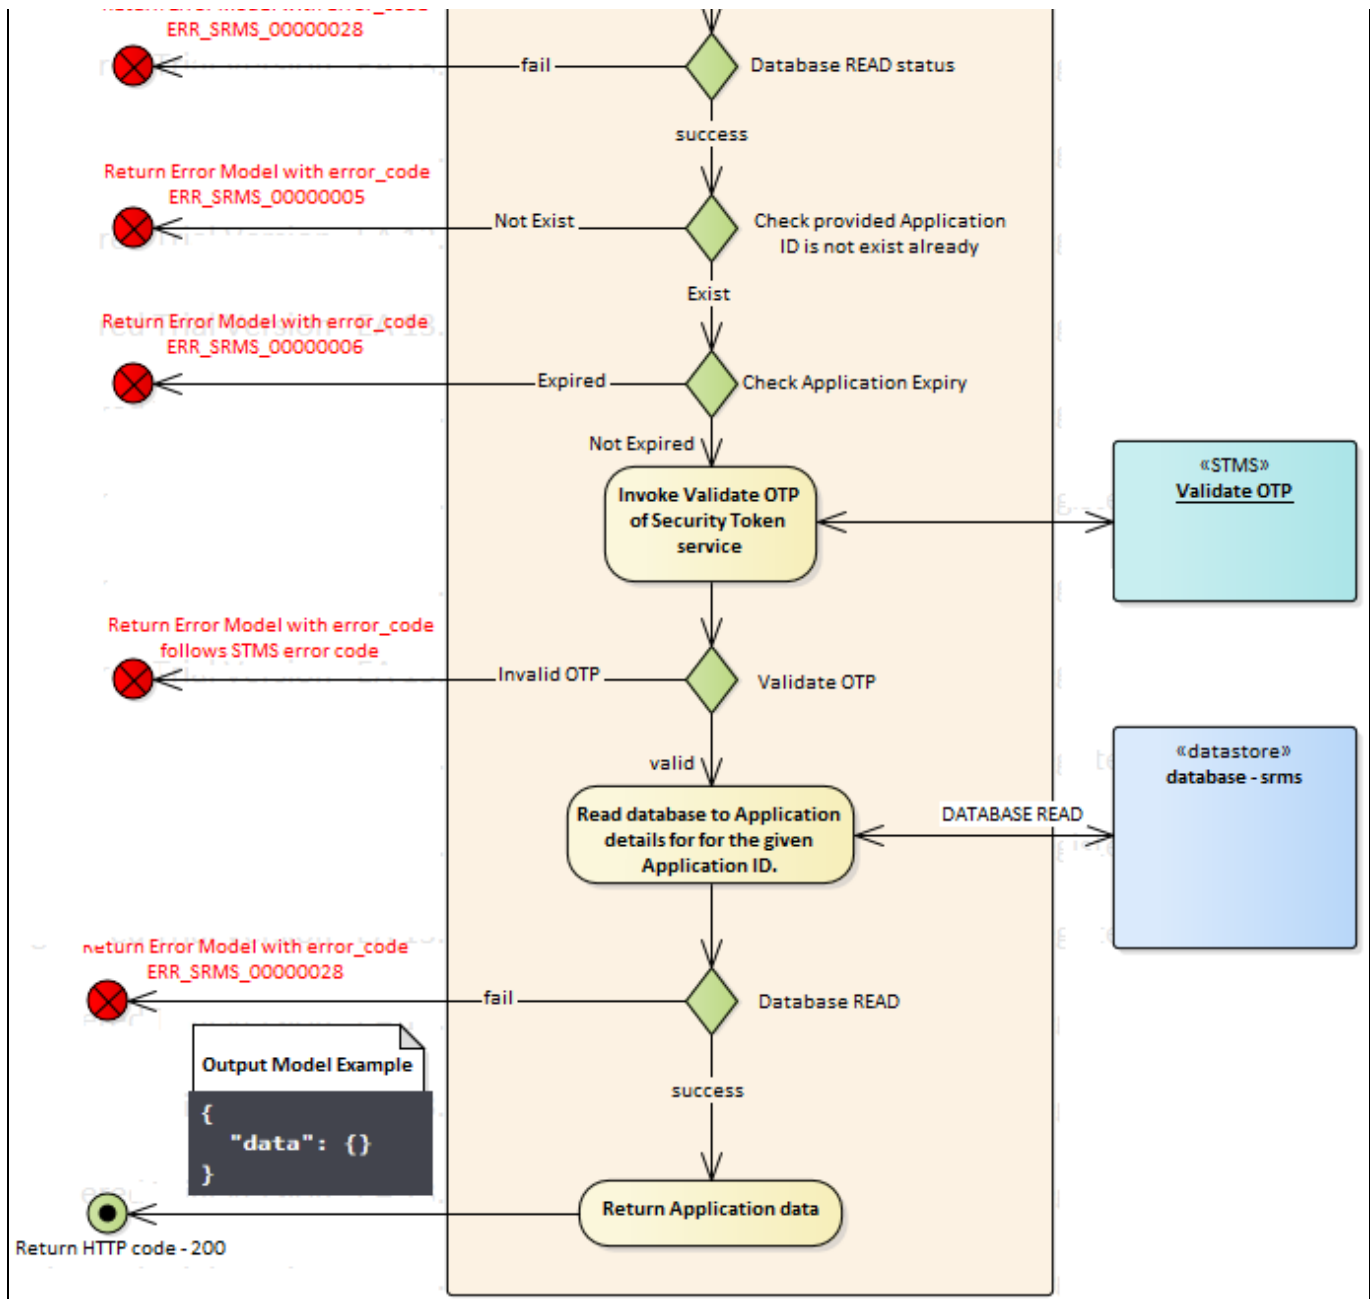 ERR_SRMS_00000028
fail
Database READ status
success
Return Error Model with error_code
ERR_SRMS_00000005
Not Exist
Check provided Application
ID is not exist already
Exist
Return Error Model with error_code
ERR_SRMS_00000006
Expired
Check Application Expiry
Not Expired
Invoke Validate OTP
of Security Token
service
«STMS»
Validate OTP
Return Error Model with error_code
follows STMS error code
Invalid OTP
Validate OTP
valid
«datastore»
database - srms
Read database to Application
details for for the given
Application ID.
DATABASE READ
Return Error Model with error_code
ERR_SRMS_00000028
fail
Database READ
Output Model Example
{
"data": {}
}
success
Return Application data
Return HTTP code - 200